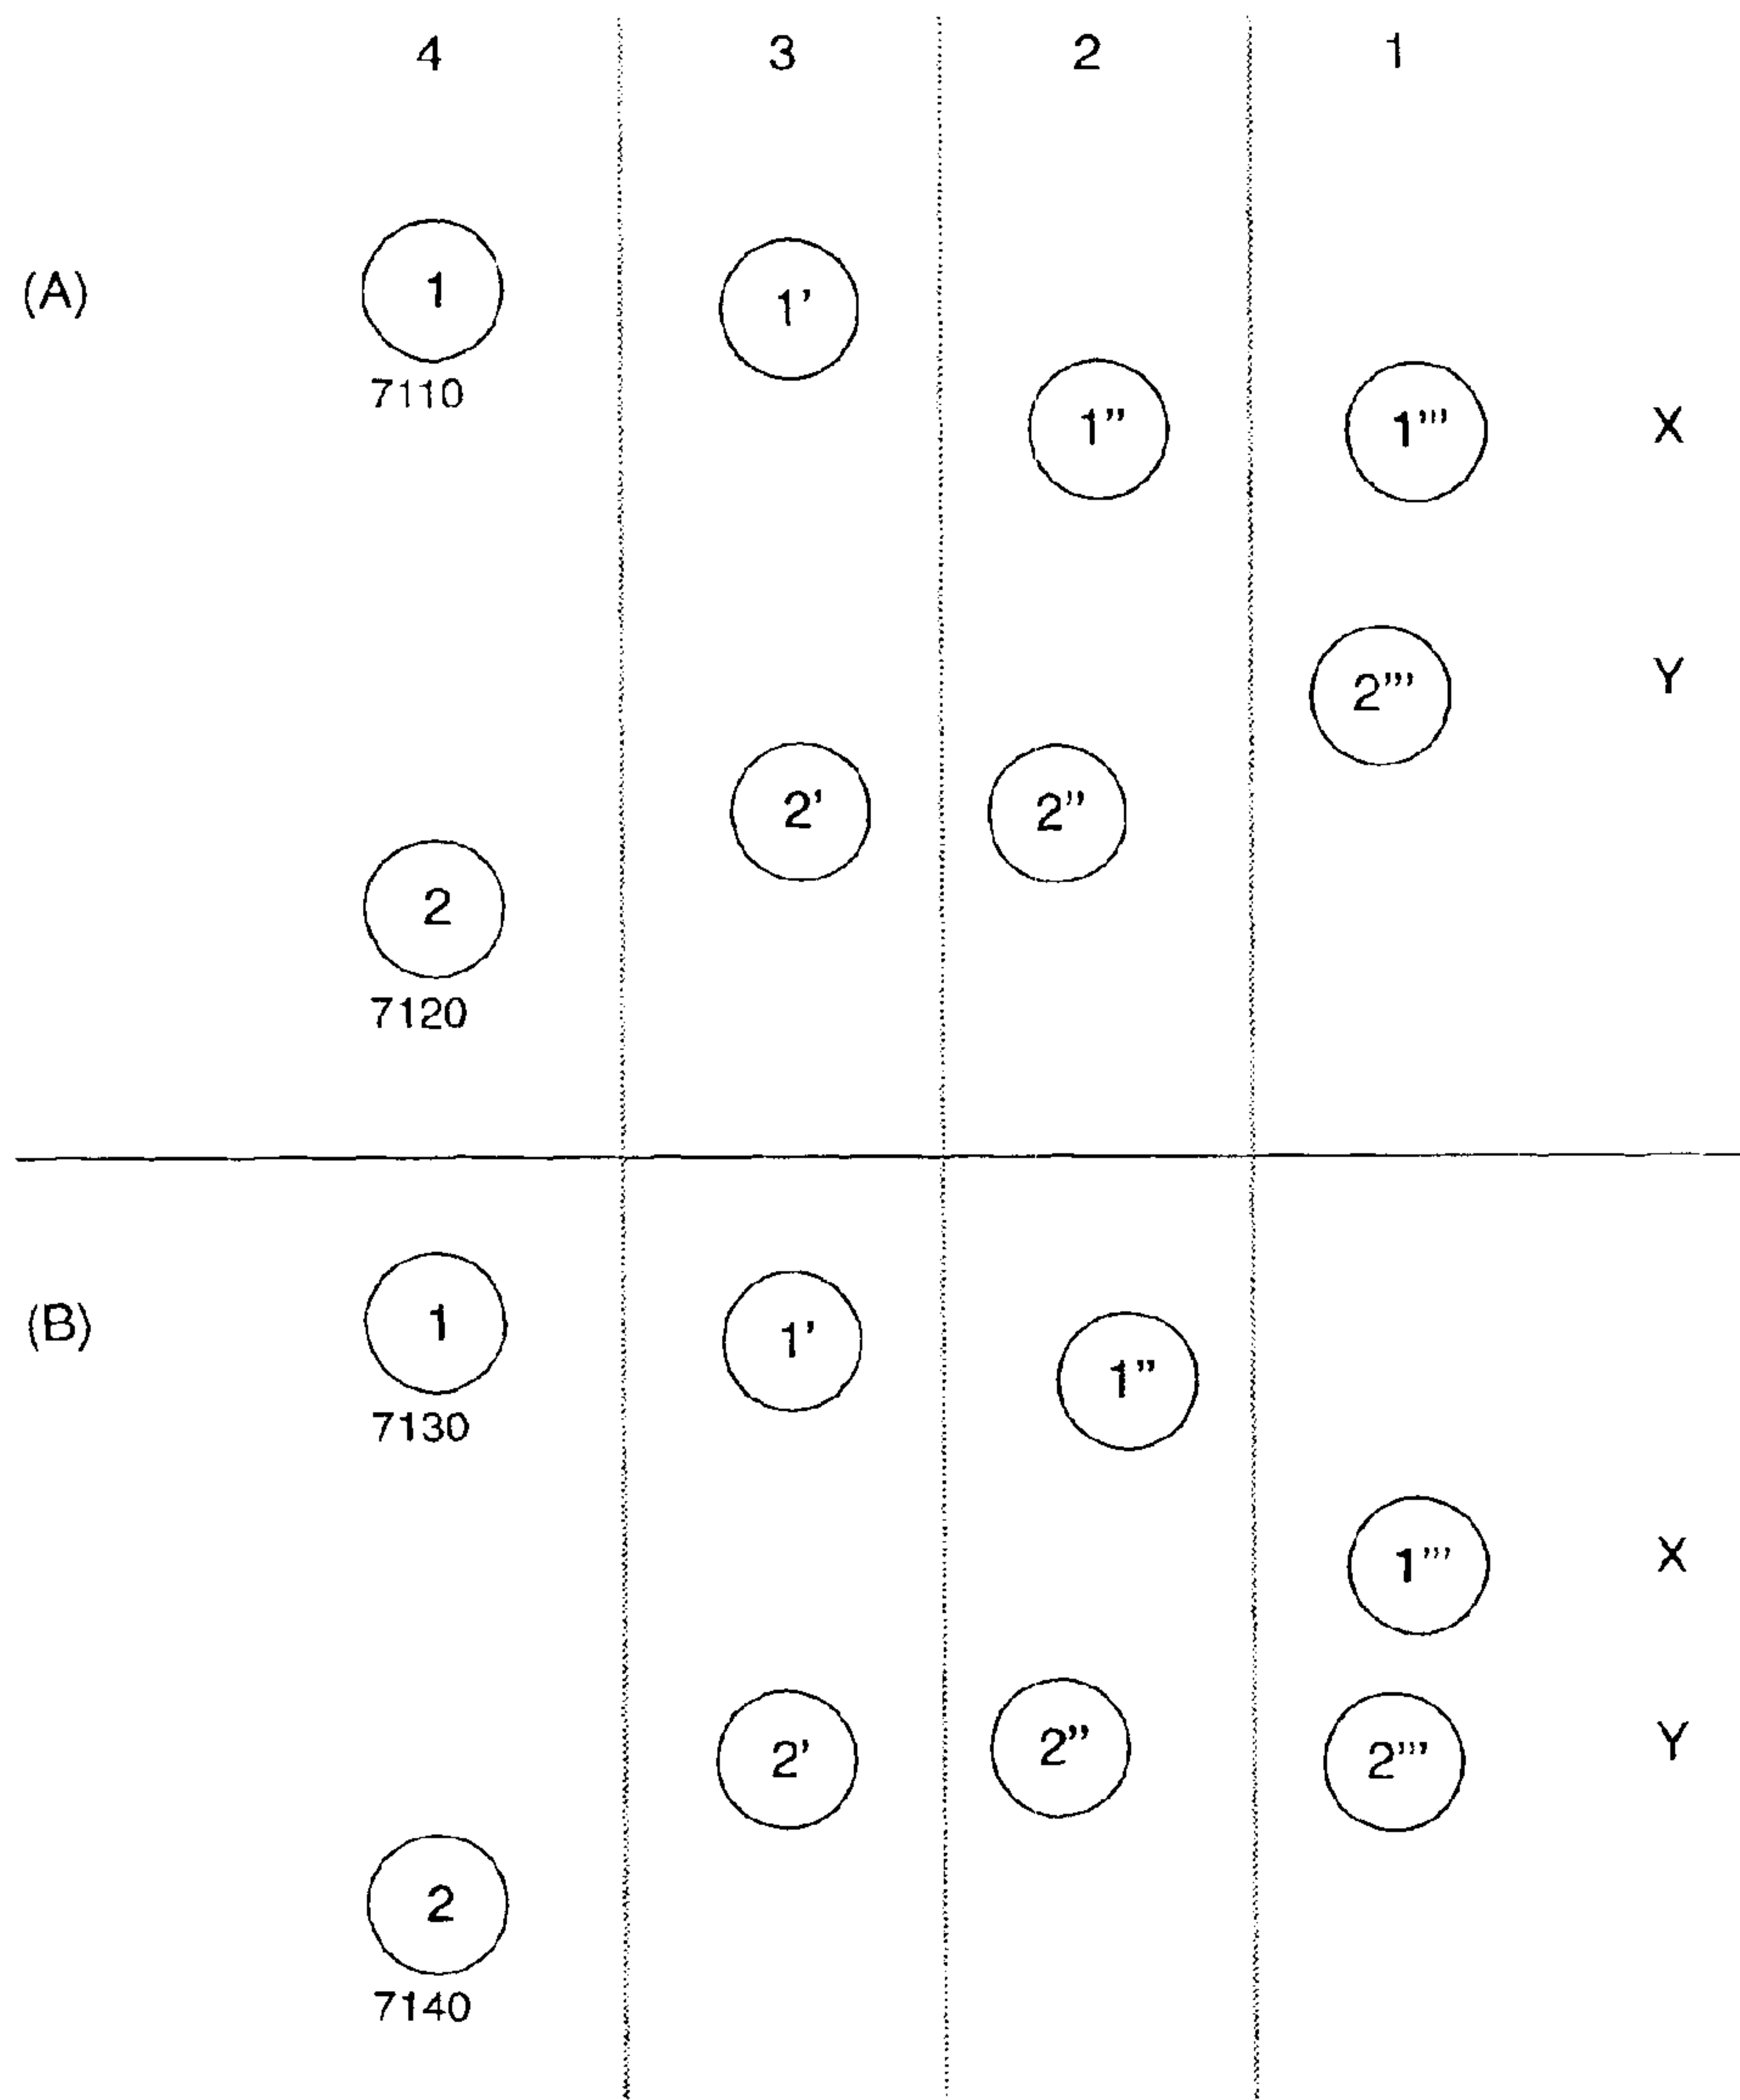 4 3 2 1
(A) 1 1’
7110 1” 1’’’ X
2’’’ Y
2’ 2”
2
7120
(B) 1 1’ 1”
7130
1’’’ X
2’ 2” 2’’’ Y
2
7140